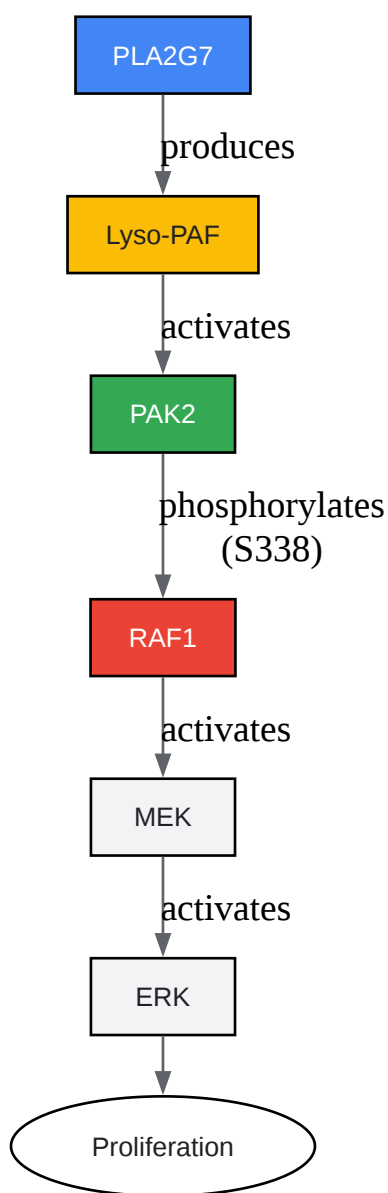 PLA2G7
produces
Lyso-PAF
activates
PAK2
phosphorylates
(S338)
RAF1
activates
MEK
activates
ERK
Proliferation